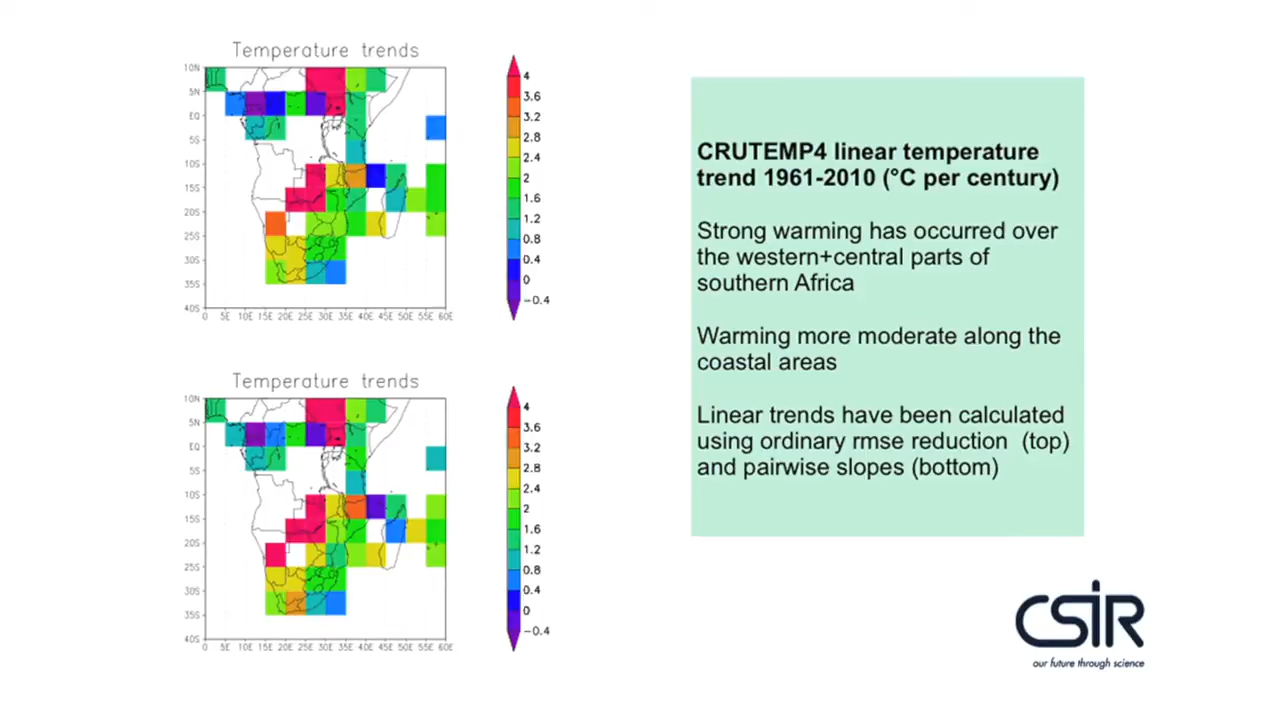 Temperature trends
10N
5N
EQ
5S
10S
15S
20S
25S
30S
35S
40S
0 5E 10E 15E 20E 25E 30E 35E 40E 45E 50E 55E 60E
4
3.6
3.2
2.8
2.4
2
1.6
1.2
0.8
0.4
0
−0.4
Temperature trends
10N
5N
EQ
5S
10S
15S
20S
25S
30S
35S
40S
0 5E 10E 15E 20E 25E 30E 35E 40E 45E 50E 55E 60E
4
3.6
3.2
2.8
2.4
2
1.6
1.2
0.8
0.4
0
−0.4
CRUTEMP4 linear temperature
trend 1961-2010 (°C per century)
Strong warming has occurred over
the western+central parts of
southern Africa
Warming more moderate along the
coastal areas
Linear trends have been calculated
using ordinary rmse reduction (top)
and pairwise slopes (bottom)
CSIR
our future through science